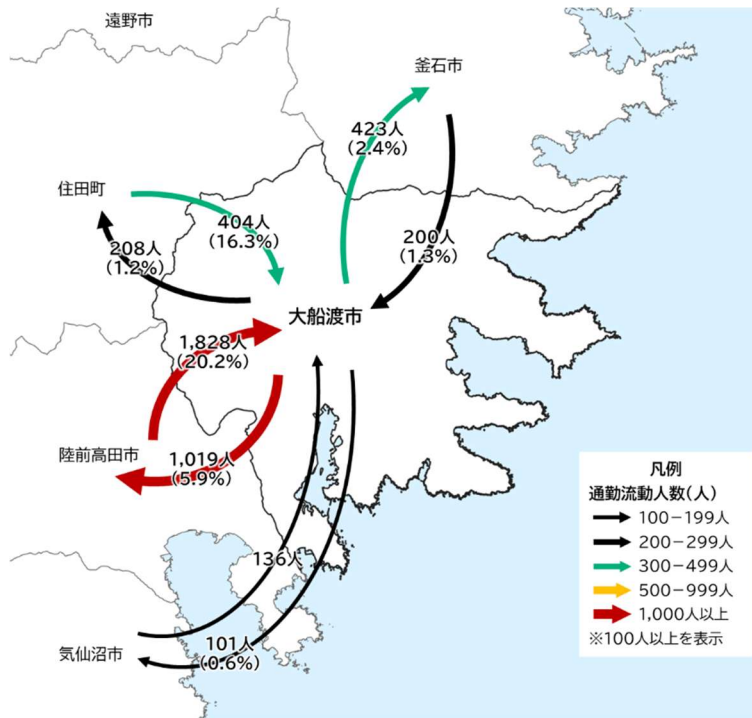 遠野市
釜石市
423人
(2.4%)
住田町
404人
(16.3%)
200人
(1.3%)
208人
(1.2%)
大船渡市
1,828人
(20.2%)
陸前高田市
1,019人
(5.9%)
136人
気仙沼市
101人
(0.6%)
凡例
通勤流動人数(人)
100－199人
200－299人
300－499人
500－999人
1,000人以上
※100人以上を表示